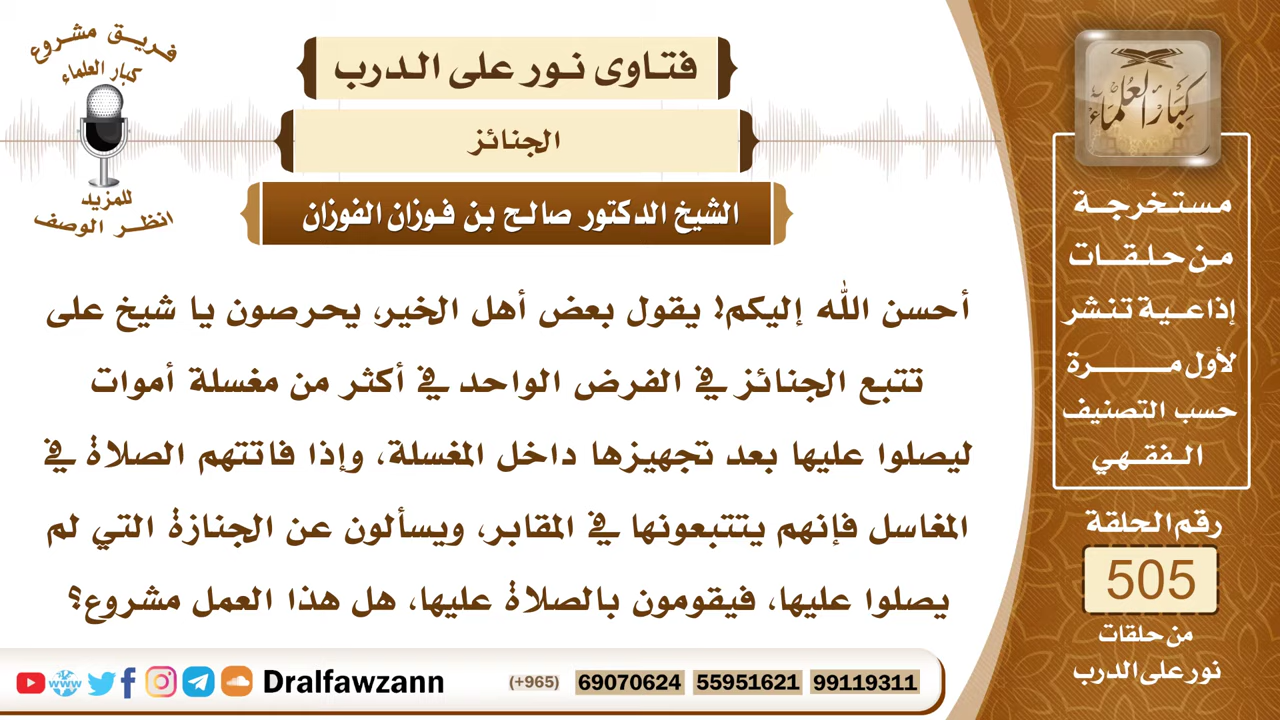 فريق مشروع
كبار العلماء
للمزيد
انظر الوصف
فتاوى نور على الدرب
الجنائز
الشيخ الدكتور صالح بن فوزان الفوزان
أحسن الله إليكم! يقول بعض أهل الخير، يحرصون يا شيخ على
تتبع الجنائز في الفرض الواحد في أكثر من مغسلة أموات
ليصلوا عليها بعد تجهيزها داخل المغسلة، وإذا فاتتهم الصلاة في
المغاسل فإنهم يتتبعونها في المقابر، ويسألون عن الجنازة التي لم
يصلوا عليها، فيقومون بالصلاة عليها، هل هذا العمل مشروع؟
كبار العلماء
مستخرجة
من حلقات
إذاعية تنشر
لأول مرة
حسب التصنيف
الفقهي
رقم الحلقة
505
من حلقات
نور على الدرب
www Dralfawzann (+965) 69070624 55951621 99119311